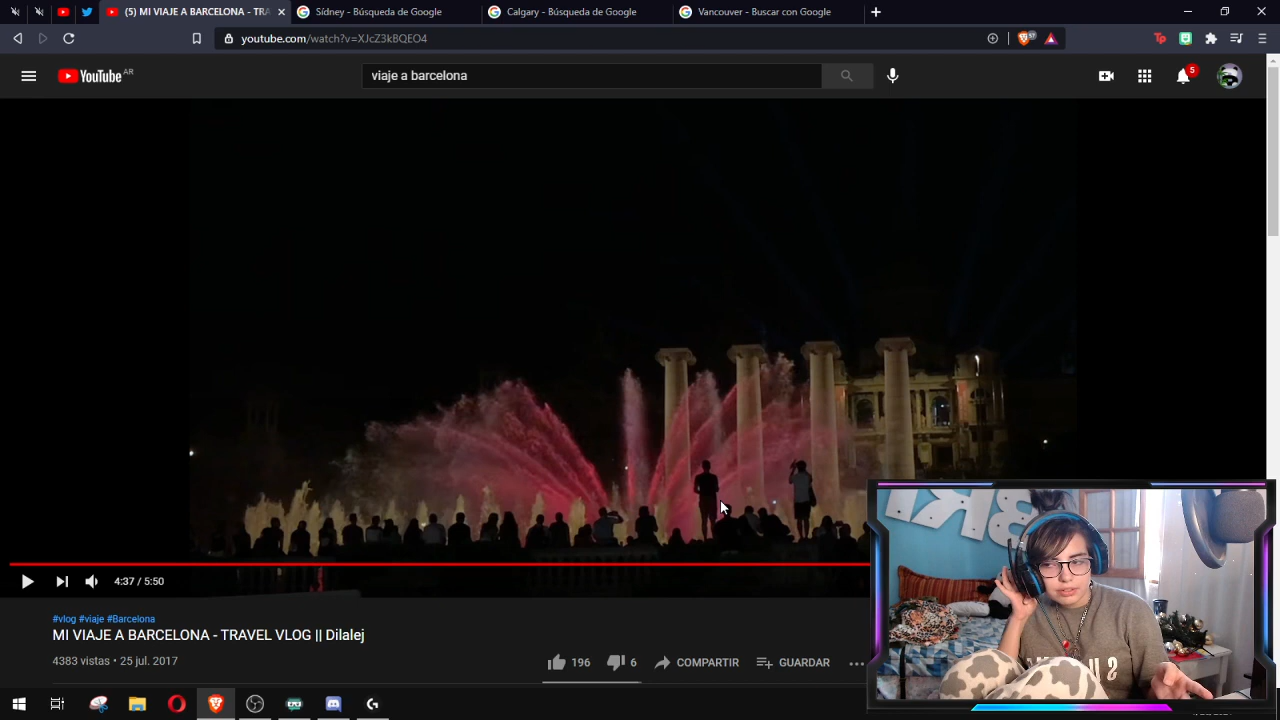 (5) MI VIAJE A BARCELONA - TRA
Sídney - Búsqueda de Google
Calgary - Búsqueda de Google
Vancouver - Buscar con Google
youtube.com/watch?v=XJcZ3kBQEO4
YouTube AR
viaje a barcelona
5
4:37 / 5:50
#vlog #viaje #Barcelona
MI VIAJE A BARCELONA - TRAVEL VLOG || Dilalej
4383 vistas • 25 jul. 2017
196
6
COMPARTIR
GUARDAR